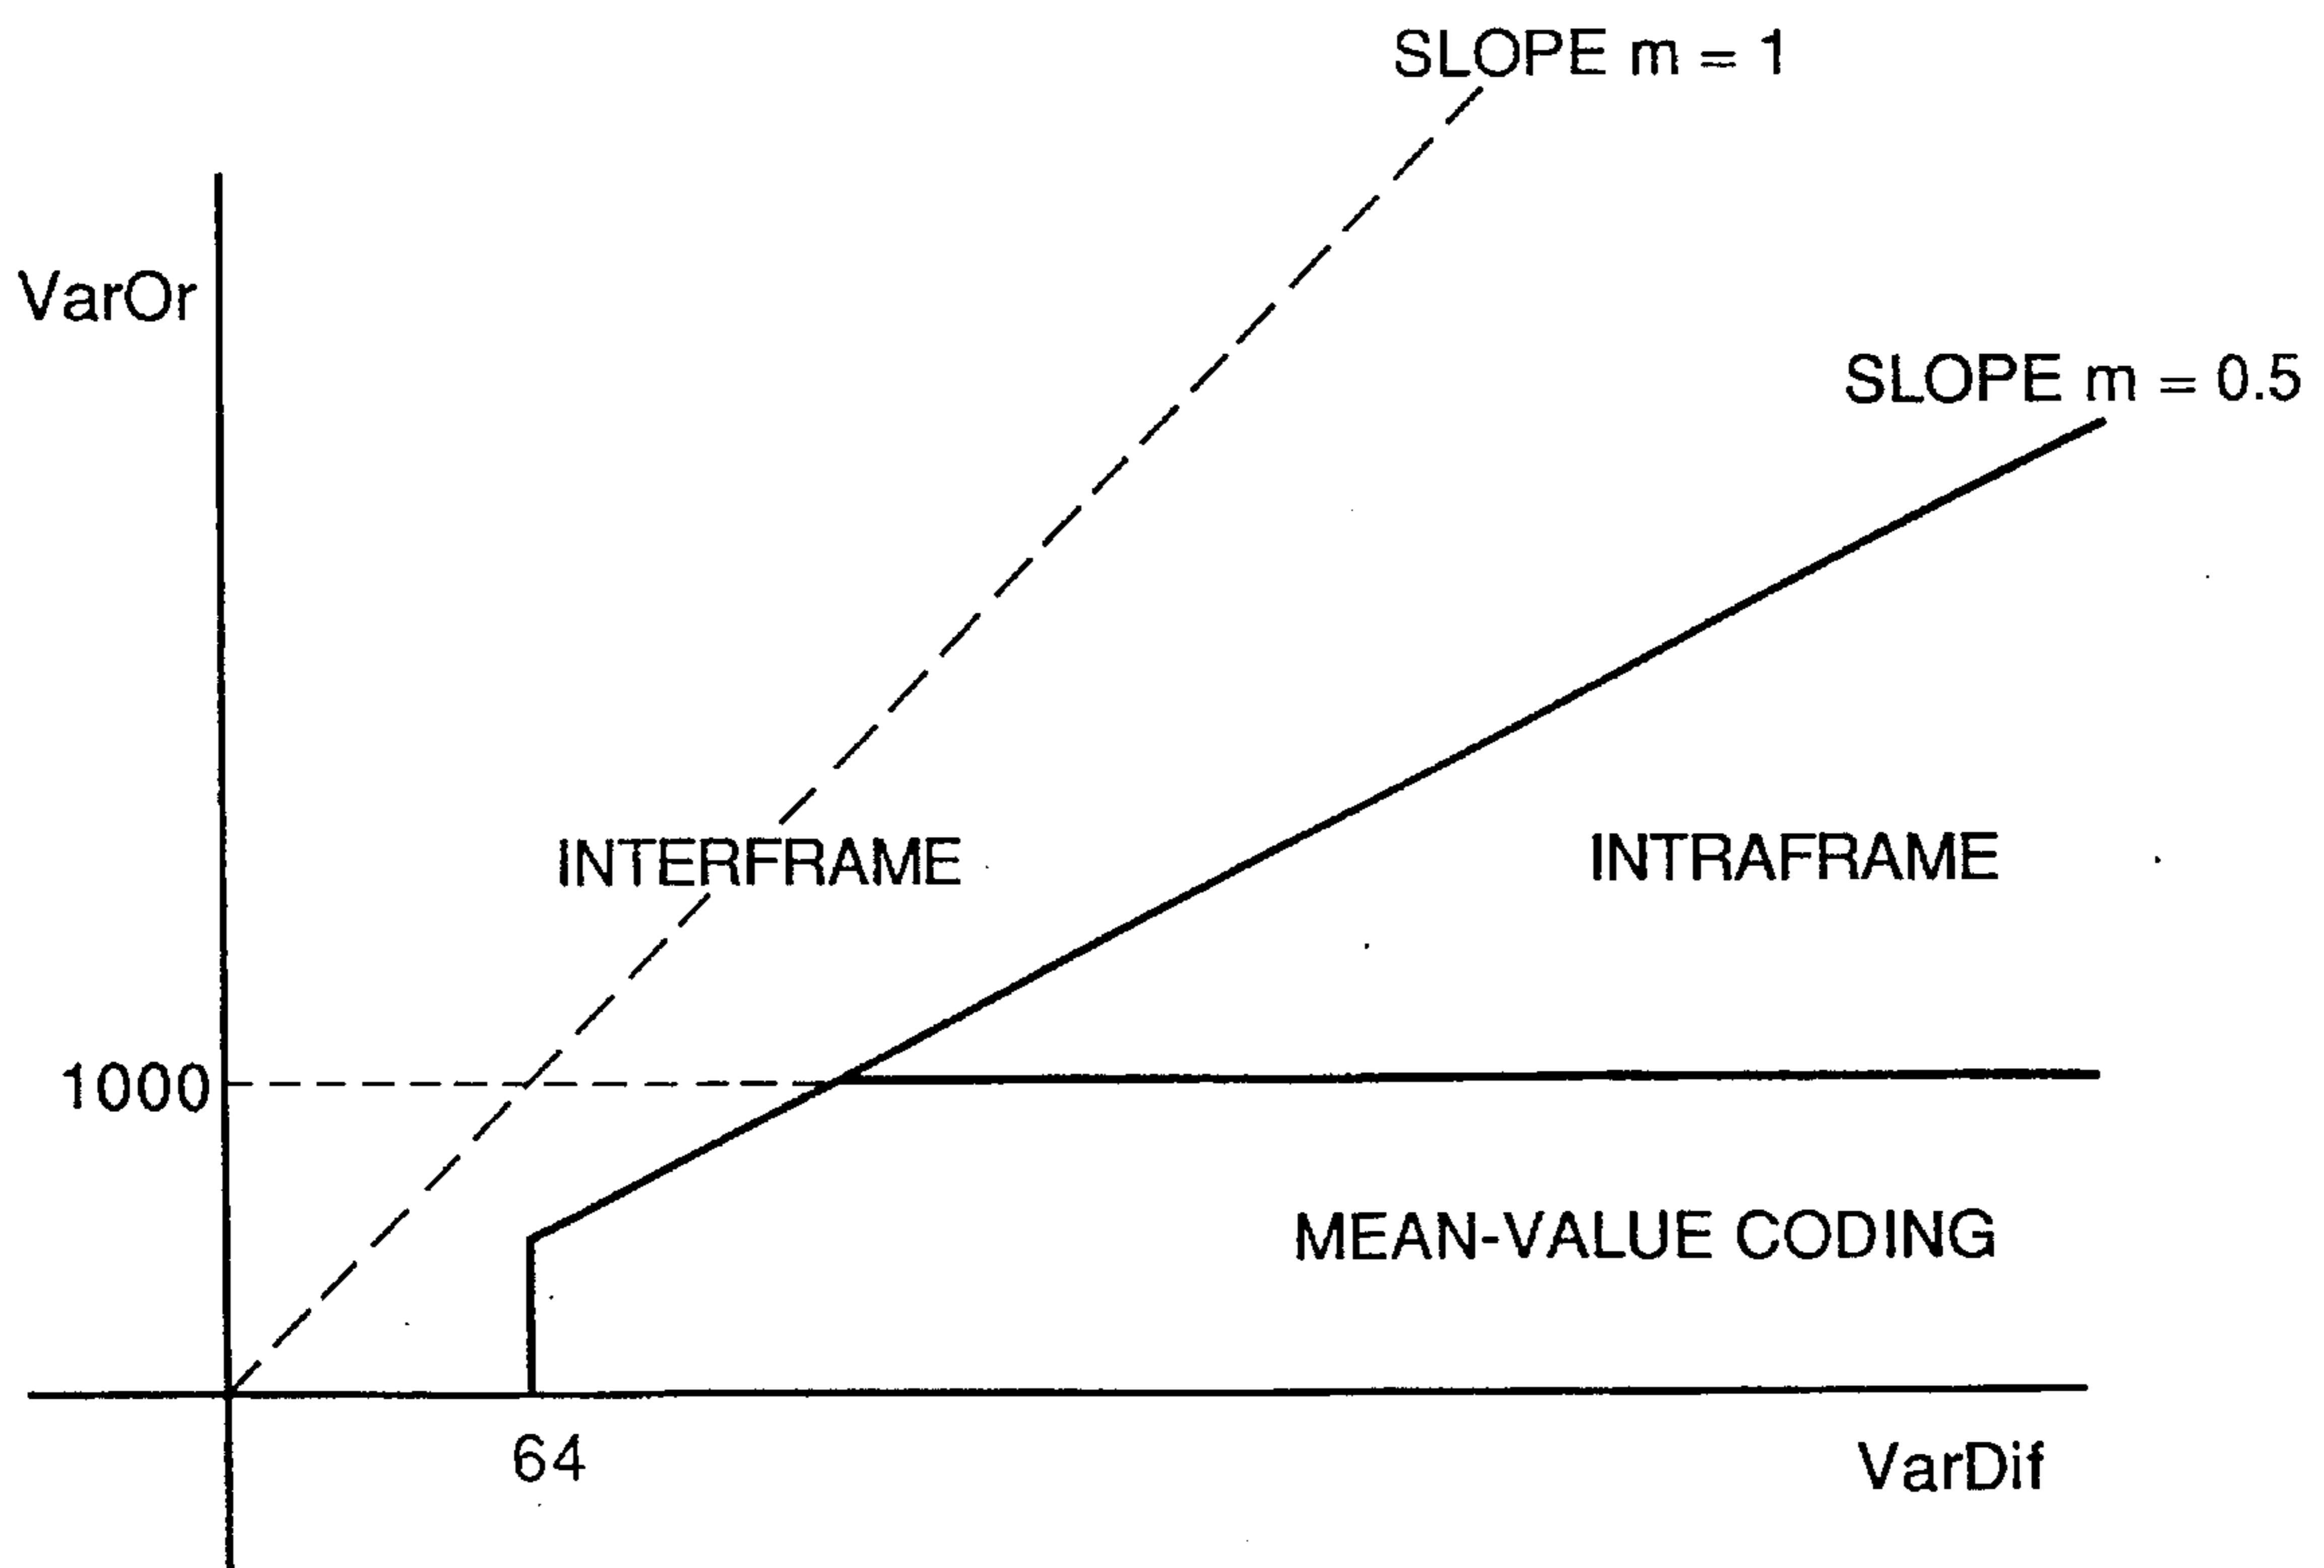 SLOPE m = 1
VarOr
SLOPE m = 0.5
INTERFRAME
INTRAFRAME
1000
MEAN-VALUE CODING
64
VarDif